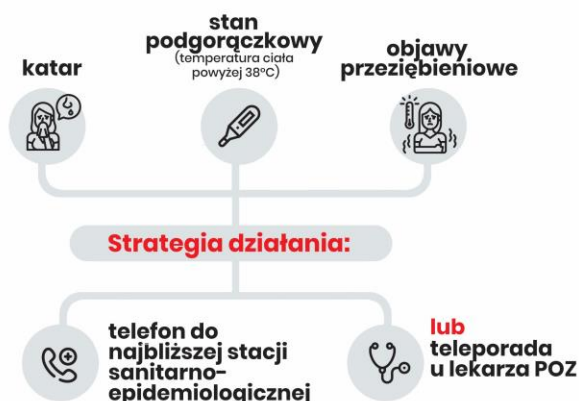 katar
stan
podgorączkowy
(temperatura ciała
powyżej 38°C)
objawy
przeziębieniowe
Strategia działania:
telefon do
najbliższej stacji
sanitarno-
epidemiologicznej
lub
teleporada
u lekarza POZ